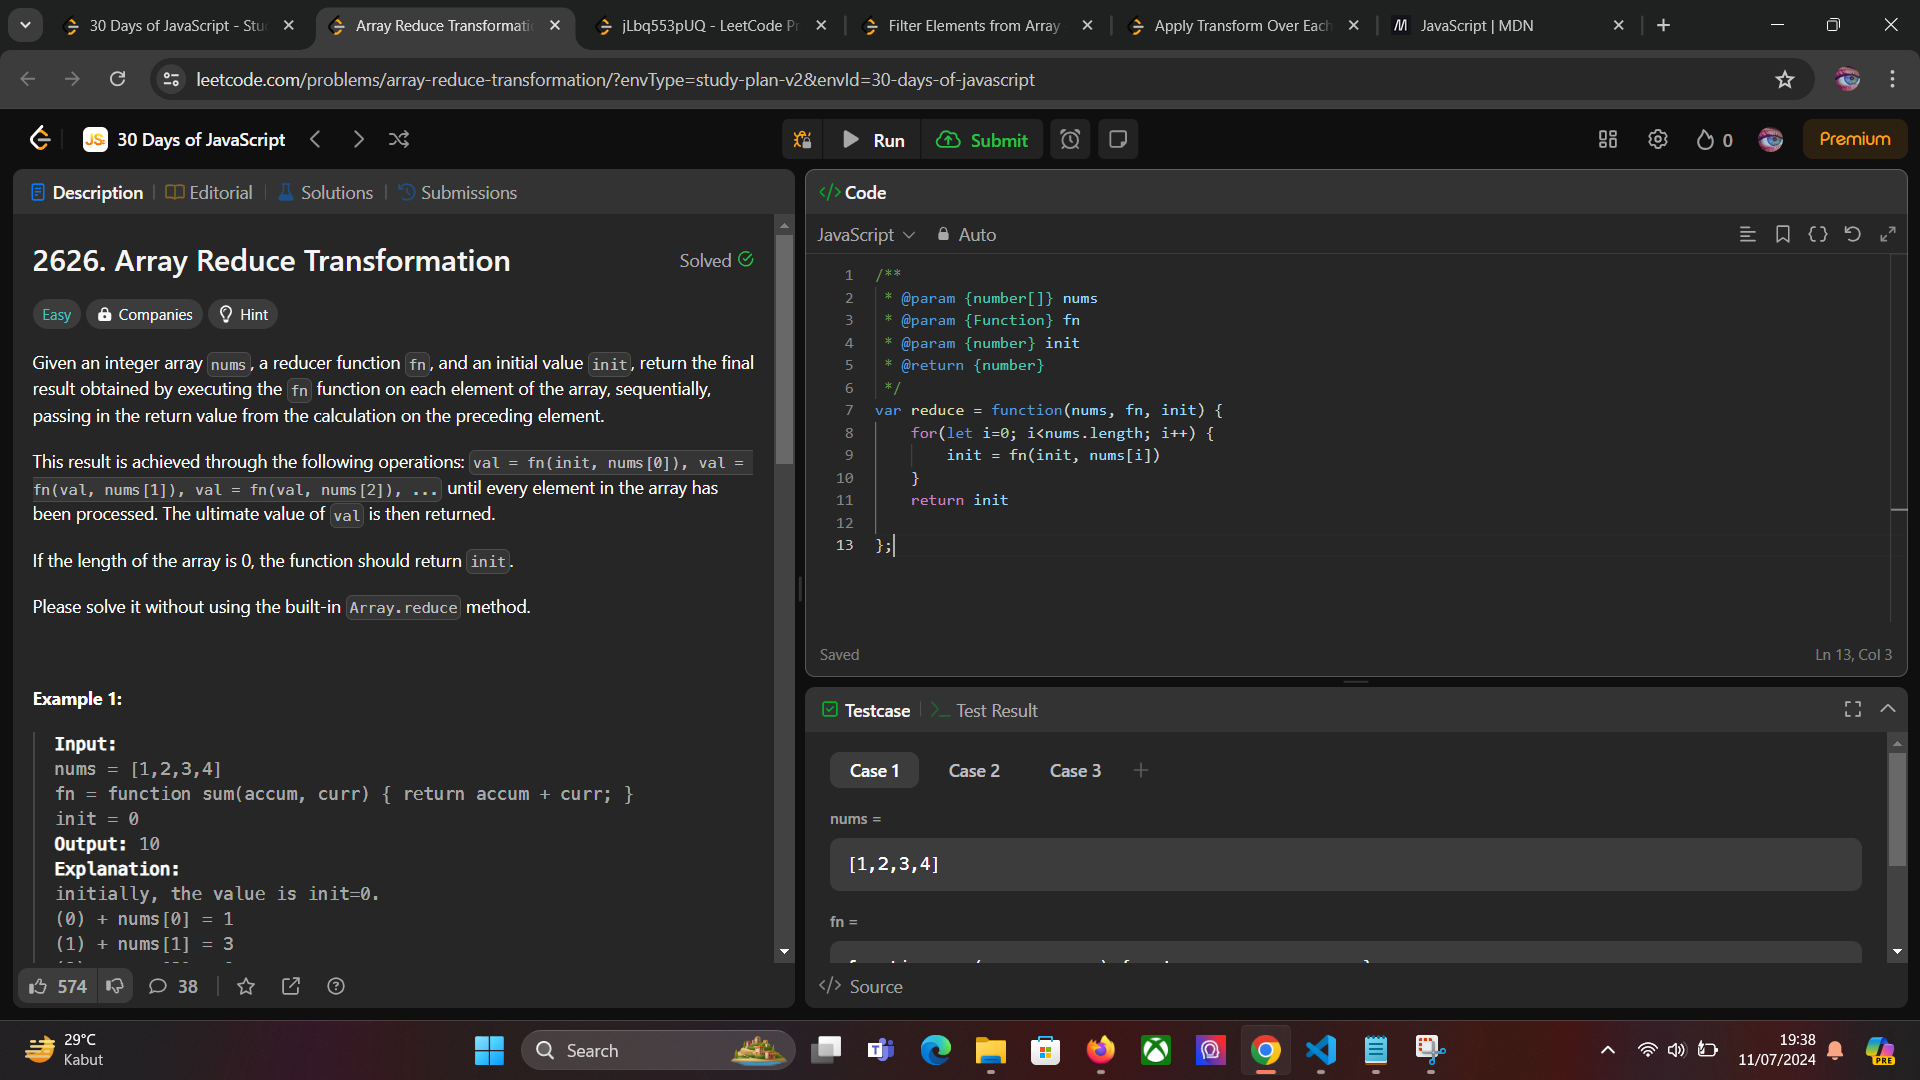 30 Days of JavaScript - Stu
Array Reduce Transformati
jLbq553pUQ - LeetCode P
Filter Elements from Array
Apply Transform Over Each
JavaScript | MDN
leetcode.com/problems/array-reduce-transformation/?envType=study-plan-v2&envId=30-days-of-javascript
JS
30 Days of JavaScript
Run
Submit
0
Premium
Description
Editorial
Solutions
Submissions
2626. Array Reduce Transformation
Solved
Easy
Companies
Hint
Given an integer array nums, a reducer function fn, and an initial value init, return the final
result obtained by executing the fn function on each element of the array, sequentially,
passing in the return value from the calculation on the preceding element.
This result is achieved through the following operations: val = fn(init, nums[0]), val =
fn(val, nums[1]), val = fn(val, nums[2]), ... until every element in the array has
been processed. The ultimate value of val is then returned.
If the length of the array is 0, the function should return init.
Please solve it without using the built-in Array.reduce method.
Example 1:
Input:
nums = [1,2,3,4]
fn = function sum(accum, curr) { return accum + curr; }
init = 0
Output: 10
Explanation:
initially, the value is init=0.
(0) + nums[0] = 1
(1) + nums[1] = 3
574
38
Code
JavaScript
Auto
1 /**
2 * @param {number[]} nums
3 * @param {Function} fn
4 * @param {number} init
5 * @return {number}
6 */
7 var reduce = function(nums, fn, init) {
8 for(let i=0; i<nums.length; i++) {
9 init = fn(init, nums[i])
10 }
11 return init
12
13 };
Saved
Ln 13, Col 3
Testcase
Test Result
Case 1
Case 2
Case 3
nums =
[1,2,3,4]
fn =
Source
29°C
Kabut
Search
19:38
11/07/2024
PRE